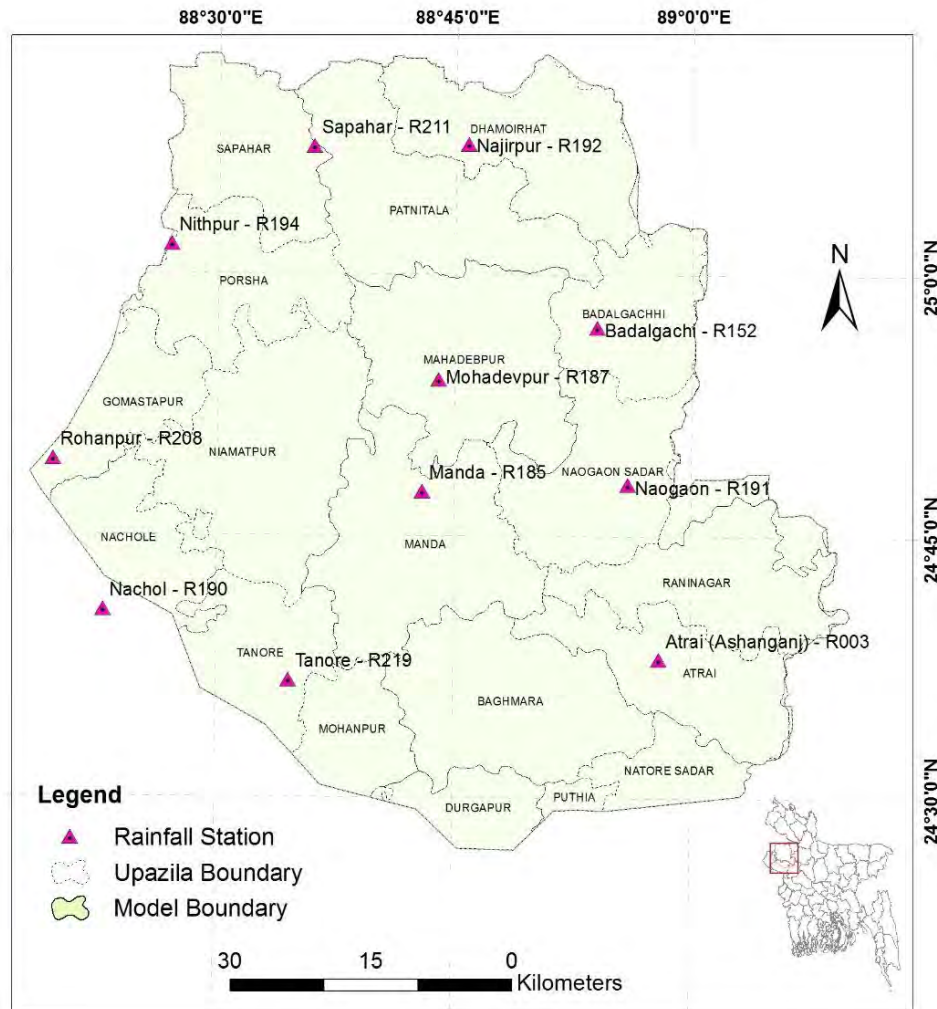 88°30'0"E 88°45'0"E 89°0'0"E
DHAMOIRHAT
Sapahar - R211
Najirpur - R192
SAPAHAR
PATNITALA
Nithpur - R194
N
PORSHA
25°0'0"N
BADALGACHHI
Badalgachi - R152
MAHADEBPUR
Mohadevpur - R187
GOMASTAPUR
Rohanpur - R208
NIAMATPUR
Manda - R185
NAOGAON SADAR
Naogaon - R191
NACHOLE
MANDA
24°45'0"N
RANINAGAR
Nachol - R190
Atrai (Ashanganj) - R003
TANORE
Tanore - R219
ATRAI
BAGHMARA
MOHANPUR
NATORE SADAR
PUTHIA
DURGAPUR
24°30'0"N
Legend
Rainfall Station
Upazila Boundary
Model Boundary
30 15 0
Kilometers